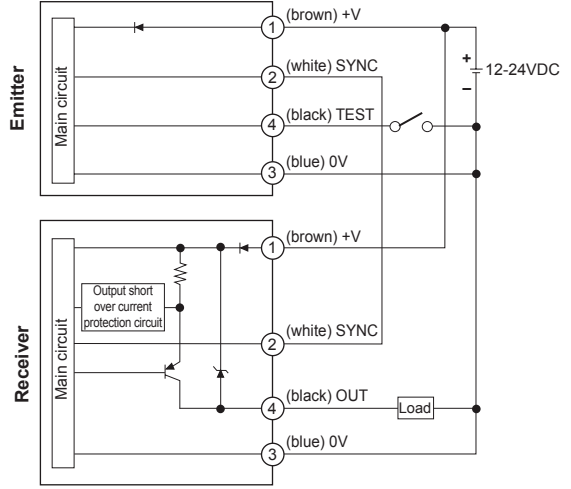 Emitter
Main circuit
1 (brown) +V
2 (white) SYNC
4 (black) TEST
3 (blue) 0V
+
12-24VDC
−
Receiver
Main circuit
Output short
over current
protection circuit
1 (brown) +V
2 (white) SYNC
4 (black) OUT
Load
3 (blue) 0V